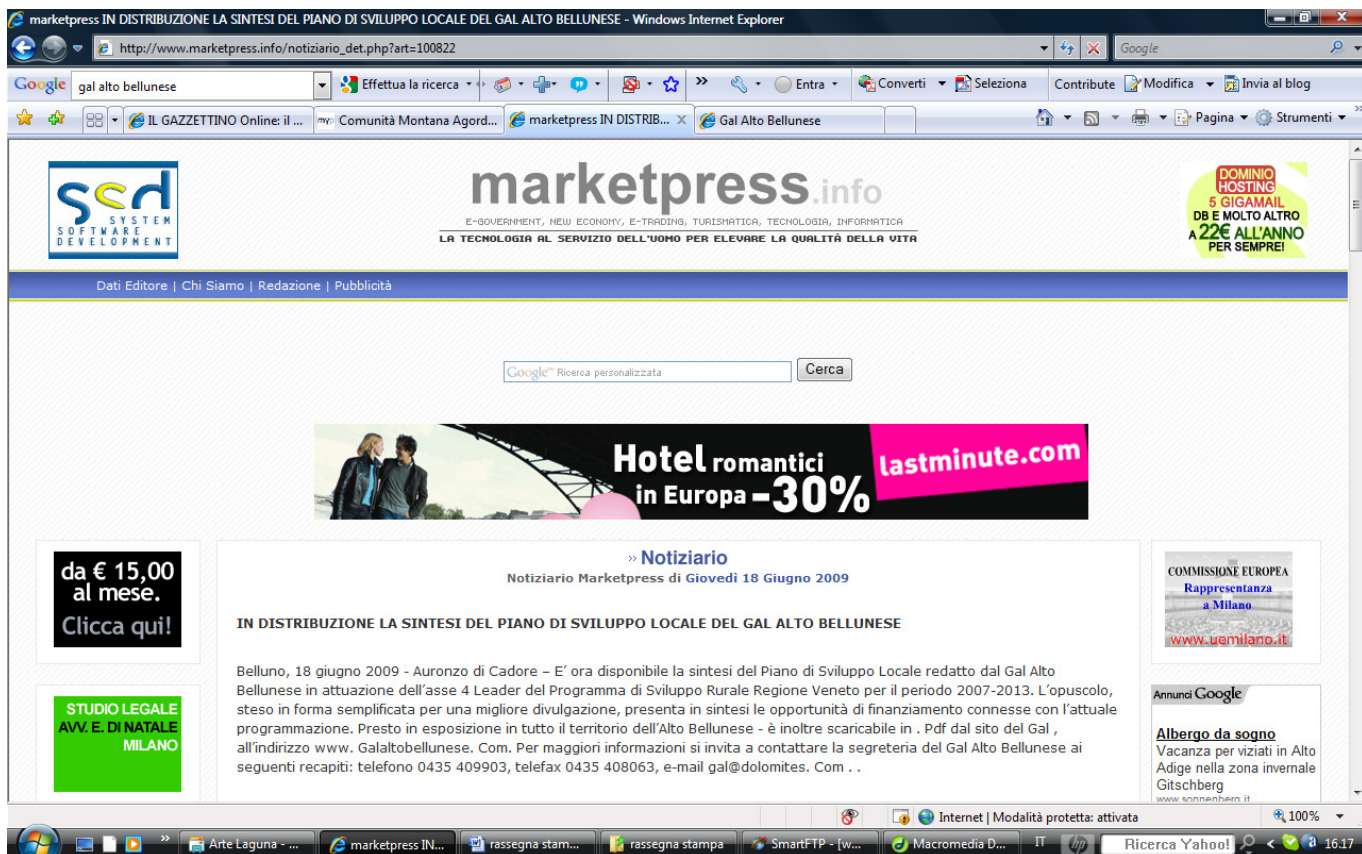 marketpress IN DISTRIBUZIONE LA SINTESI DEL PIANO DI SVILUPPO LOCALE DEL GAL ALTO BELLUNESE - Windows Internet Explorer
http://www.marketpress.info/notiziario_det.php?art=100822
Google
Google gal alto bellunese Effettua la ricerca » Entra Converti Seleziona Contribute Modifica Invia al blog
IL GAZZETTINO Online: il ... my: Comunità Montana Agord... marketpress IN DISTRIB... X Gal Alto Bellunese Pagina Strumenti »
ssd
SYSTEM
SOFTWARE
DEVELOPMENT
marketpress.info
E-GOVERNMENT, NEW ECONOMY, E-TRADING, TURISMATICA, TECNOLOGIA, INFORMATICA
LA TECNOLOGIA AL SERVIZIO DELL'UOMO PER ELEVARE LA QUALITÀ DELLA VITA
DOMINIO
HOSTING
5 GIGAMAIL
DB E MOLTO ALTRO
A 22€ ALL'ANNO
PER SEMPRE!
Dati Editore | Chi Siamo | Redazione | Pubblicità
Google™ Ricerca personalizzata Cerca
Hotel romantici
in Europa -30%
lastminute.com
da € 15,00
al mese.
Clicca qui!
STUDIO LEGALE
AVV. E. DI NATALE
MILANO
» Notiziario
Notiziario Marketpress di Giovedì 18 Giugno 2009
IN DISTRIBUZIONE LA SINTESI DEL PIANO DI SVILUPPO LOCALE DEL GAL ALTO BELLUNESE
Belluno, 18 giugno 2009 - Auronzo di Cadore – E' ora disponibile la sintesi del Piano di Sviluppo Locale redatto dal Gal Alto
Bellunese in attuazione dell'asse 4 Leader del Programma di Sviluppo Rurale Regione Veneto per il periodo 2007-2013. L'opuscolo,
steso in forma semplificata per una migliore divulgazione, presenta in sintesi le opportunità di finanziamento connesse con l'attuale
programmazione. Presto in esposizione in tutto il territorio dell'Alto Bellunese - è inoltre scaricabile in . Pdf dal sito del Gal ,
all'indirizzo www. Galaltobellunese. Com. Per maggiori informazioni si invita a contattare la segreteria del Gal Alto Bellunese ai
seguenti recapiti: telefono 0435 409903, telefax 0435 408063, e-mail gal@dolomites. Com . .
COMMISSIONE EUROPEA
Rappresentanza
a Milano
www.uemilano.it
Annunci Google
Albergo da sogno
Vacanza per viziati in Alto
Adige nella zona invernale
Gitschberg
www.sonnenberg.it
Internet | Modalità protetta: attivata 100%
» Arte Laguna - ... marketpress IN... rassegna stam... rassegna stampa SmartFTP - [w... Macromedia D... IT hp Ricerca Yahoo! 16.17